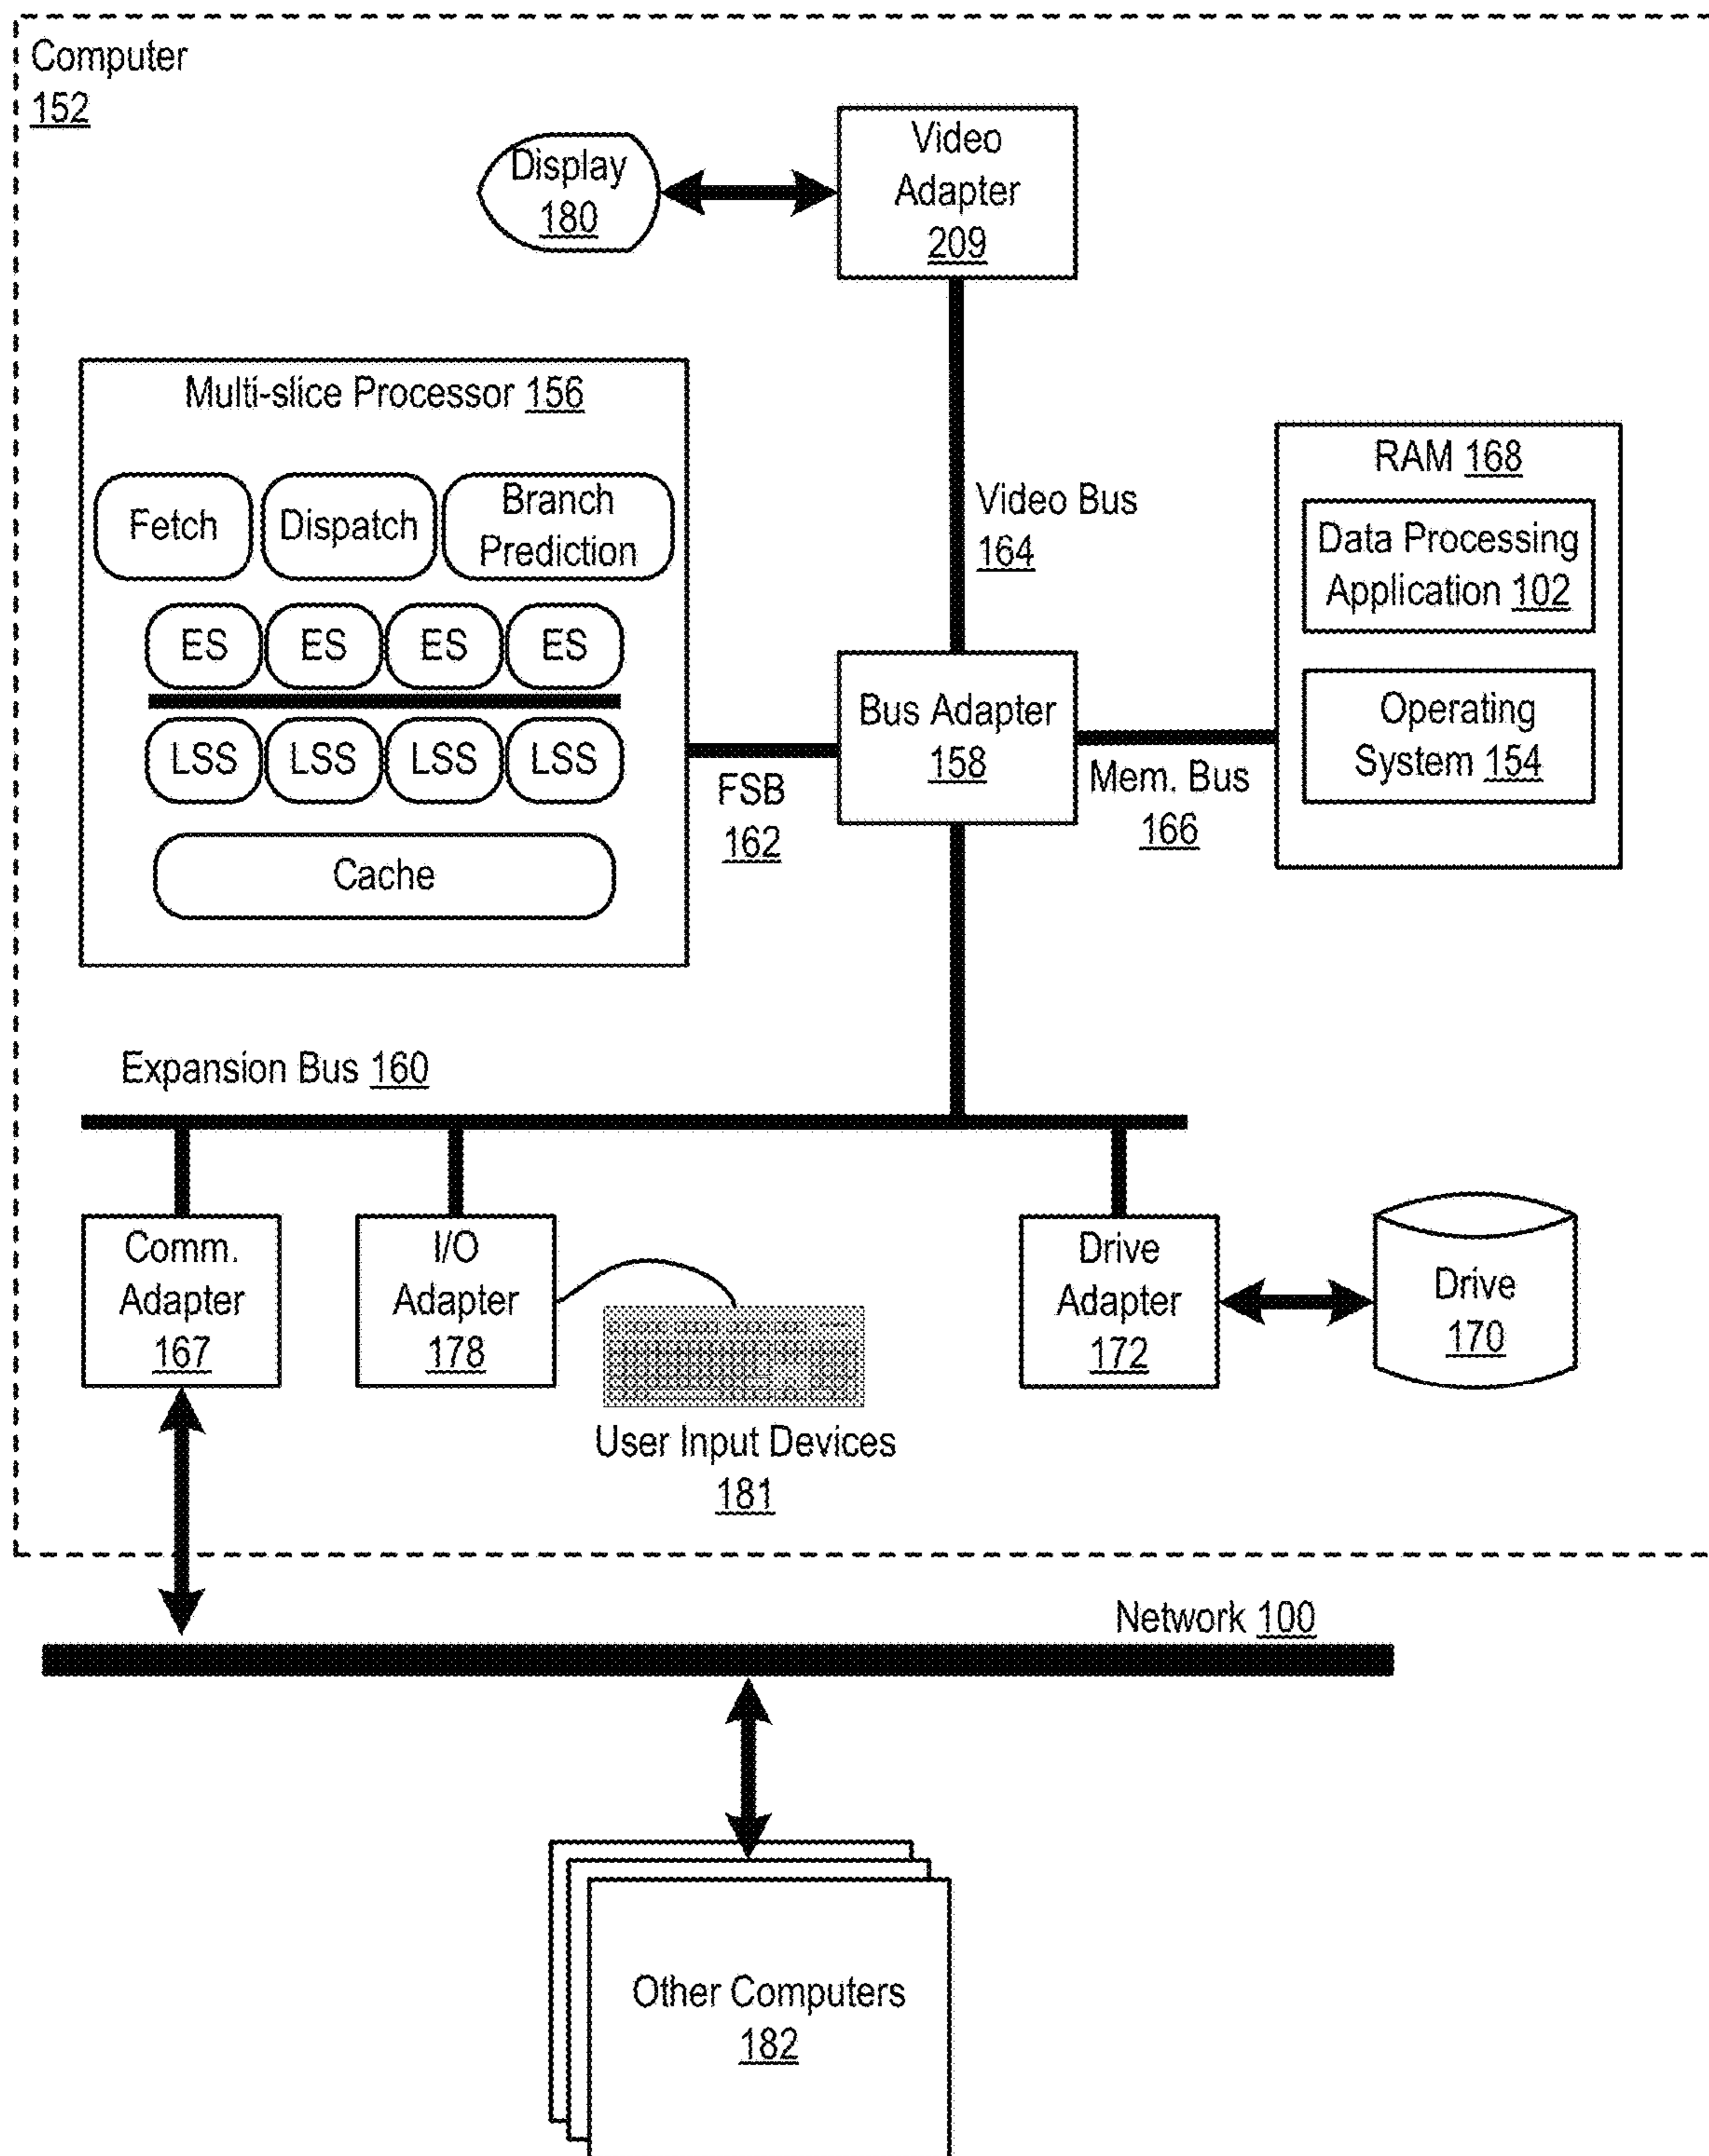 Computer
152
Display
180
Video
Adapter
209
Multi-slice Processor 156
Fetch
Dispatch
Branch
Prediction
ES
ES
ES
ES
LSS
LSS
LSS
LSS
Cache
Video Bus
164
RAM 168
Data Processing
Application 102
Operating
System 154
Bus Adapter
158
FSB
162
Mem. Bus
166
Expansion Bus 160
Comm.
Adapter
167
I/O
Adapter
178
User Input Devices
181
Drive
Adapter
172
Drive
170
Network 100
Other Computers
182